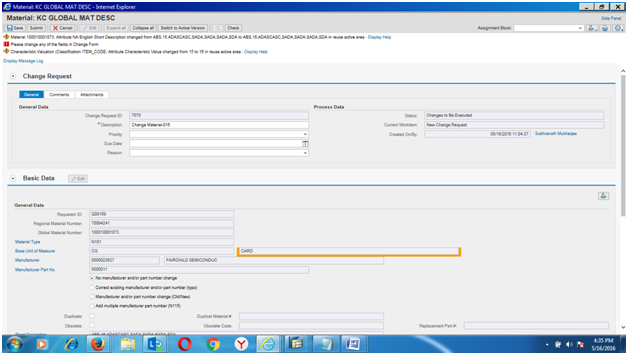 Material: KC GLOBAL MAT DESC - Internet Explorer
Material: KC GLOBAL MAT DESC
Side Panel
Save Submit Cancel Edit Expand all Collapse all Switch to Active Version Check
Assignment Block:
Material 100010001073: Attribute NA English Short Description changed from ABS,15,ADASCASC,SADA,SADA,SADA,SDA to ABS,15,ADASCASC,SADA,SADA,SADA,SDA in reuse active area - Display Help
Please change any of the fields in Change Form
Characteristic Valuation (Classification ITEM_CODE: Attribute Characteristic Value changed from 15 to 15 in reuse active area - Display Help
Display Message Log
Change Request
General Comments Attachments
General Data
Process Data
Change Request ID: 7070
Status: Changes to Be Executed
* Description: Change Material-016
Current Workitem: New Change Request
Priority:
Created On/By: 05/16/2016 11:04:37
Due Date:
Reason:
Basic Data
Edit
General Data
Requestor ID:
Regional Material Number: 70094241
Global Material Number: 100010001073
Material Type N101
Base Unit of Measure CG CARD
Manufacturer 0000023827 FAIRCHILD SEMICONDUC
Manufacturer Part No.
No manufacturer and/or part number change
Correct existing manufacturer and/or part number (typo)
Manufacturer and/or part number change (Old/New)
Add multiple manufacturer part number (N115)
Duplicate:
Duplical Material #:
Obsolete:
Obsolete Code:
Replacement Part #:
4:35 PM
5/16/2016